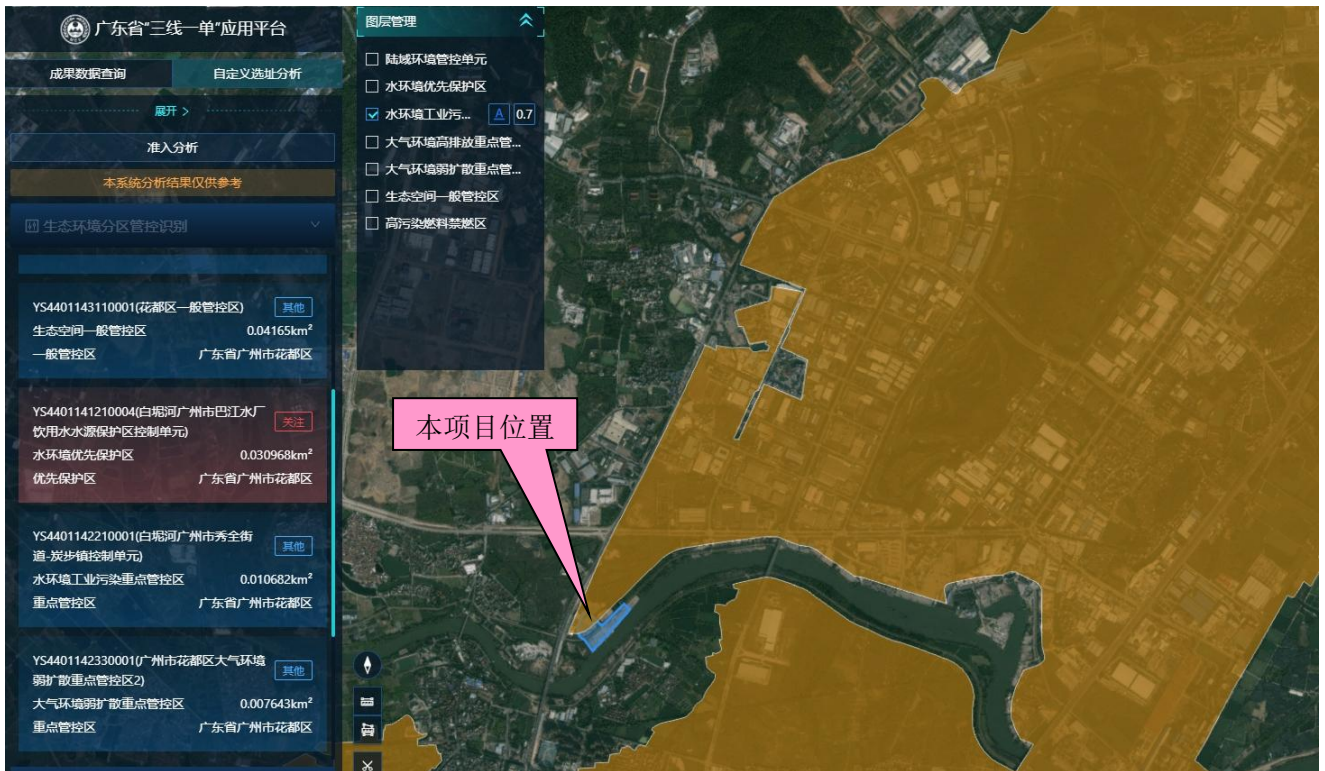 广东省"三线一单"应用平台
成果数据查询
自定义选址分析
展开 >
准入分析
本系统分析结果仅供参考
生态环境分区管控识别
YS4401143110001(花都区一般管控区)
其他
生态空间一般管控区
0.04165km²
一般管控区
广东省广州市花都区
YS4401141210004(白坭河广州市巴江水厂
饮用水水源保护区控制单元)
关注
水环境优先保护区
0.030968km²
优先保护区
广东省广州市花都区
YS4401142210001(白坭河广州市秀全街
道-炭步镇控制单元)
其他
水环境工业污染重点管控区
0.010682km²
重点管控区
广东省广州市花都区
YS4401142330001(广州市花都区大气环境
弱扩散重点管控区2)
其他
大气环境弱扩散重点管控区
0.007643km²
重点管控区
广东省广州市花都区
图层管理
陆域环境管控单元
水环境优先保护区
水环境工业污... A 0.7
大气环境高排放重点管...
大气环境弱扩散重点管...
生态空间一般管控区
高污染燃料禁燃区
本项目位置